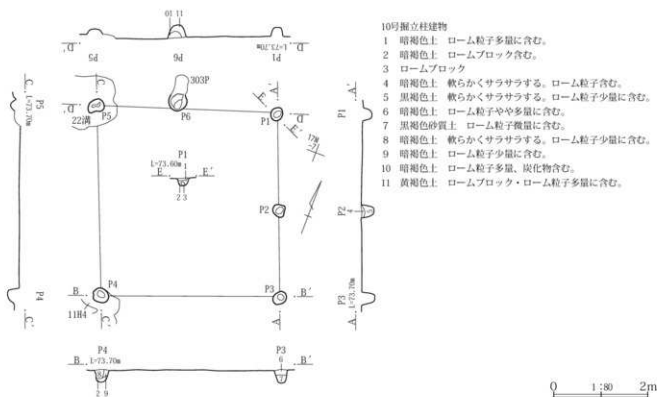 10号掘立柱建物
1 暗褐色土 ローム粒子多量に含む。
2 暗褐色土 ロームブロック含む。
3 ロームブロック
4 暗褐色土 軟らかくサラサラする。ローム粒子含む。
5 黒褐色土 軟らかくサラサラする。ローム粒子少量に含む。
6 暗褐色土 ローム粒子やや多量に含む。
7 黒褐色砂質土 ローム粒子微量に含む。
8 暗褐色土 軟らかくサラサラする。ローム粒子少量に含む。
9 暗褐色土 ローム粒子少量に含む。
10 暗褐色土 ローム粒子多量、炭化物含む。
11 黄褐色土 ロームブロック・ローム粒子多量に含む。
10 11
D' D
L=73.70m
P5 P6 P1
303P
C C A'
L=73.70m
P5
D' P5 P6 E P1 D
22溝
E'
P1
L=73.60m
1
E E'
2 3
P2
P1
P2
4
B P4 P3 B'
11H4
C' C' A A
P4
P3
L=73.70m
P4 P3
B L=73.70m 6 B'
7
2 9
0 1:80 2m